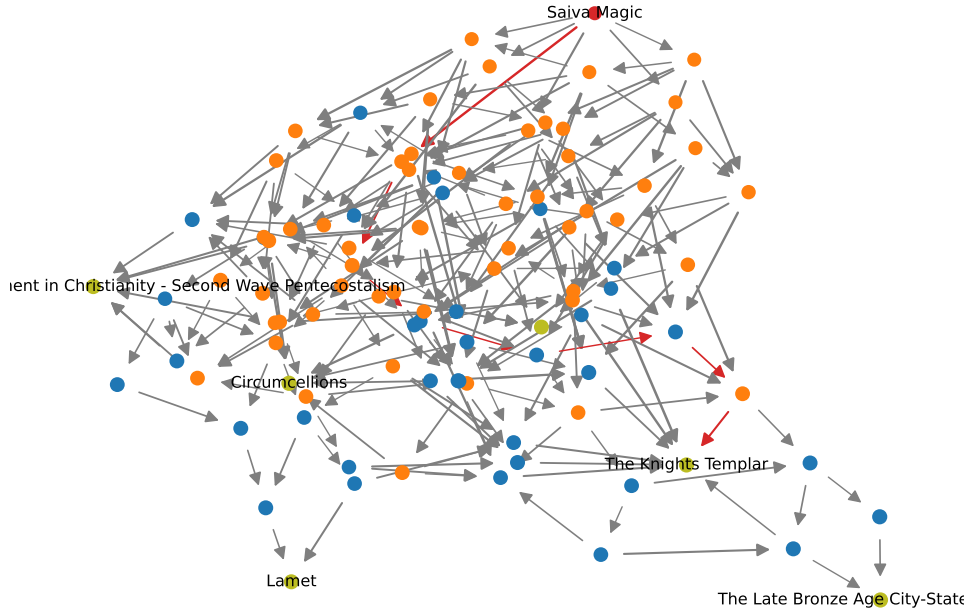 Saiva Magic
ent in Christianity - Second Wave Pentecostalism
Circumcellions
The Knights Templar
Lamet
The Late Bronze Age City-State